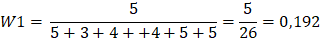 W1 = 5 / (5 + 3 + 4 + +4 + 5 + 5) = 5/26 = 0,192